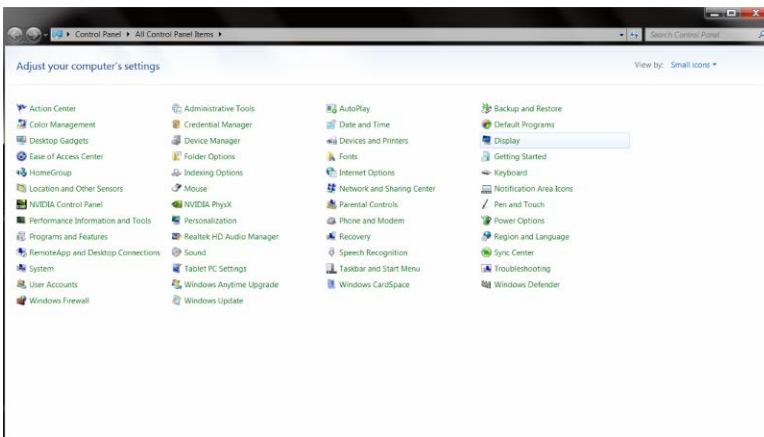 Control Panel All Control Panel Items
Search Control Panel
Adjust your computer's settings
View by: Small icons
Action Center Administrative Tools AutoPlay Backup and Restore
Color Management Credential Manager Date and Time Default Programs
Desktop Gadgets Device Manager Devices and Printers Display
Ease of Access Center Folder Options Fonts Getting Started
HomeGroup Indexing Options Internet Options Keyboard
Location and Other Sensors Mouse Network and Sharing Center Notification Area Icons
NVIDIA Control Panel NVIDIA PhysX Parental Controls Pen and Touch
Performance Information and Tools Personalization Phone and Modem Power Options
Programs and Features Realtek HD Audio Manager Recovery Region and Language
RemoteApp and Desktop Connections Sound Speech Recognition Sync Center
System Tablet PC Settings Taskbar and Start Menu Troubleshooting
User Accounts Windows Anytime Upgrade Windows CardSpace Windows Defender
Windows Firewall Windows Update